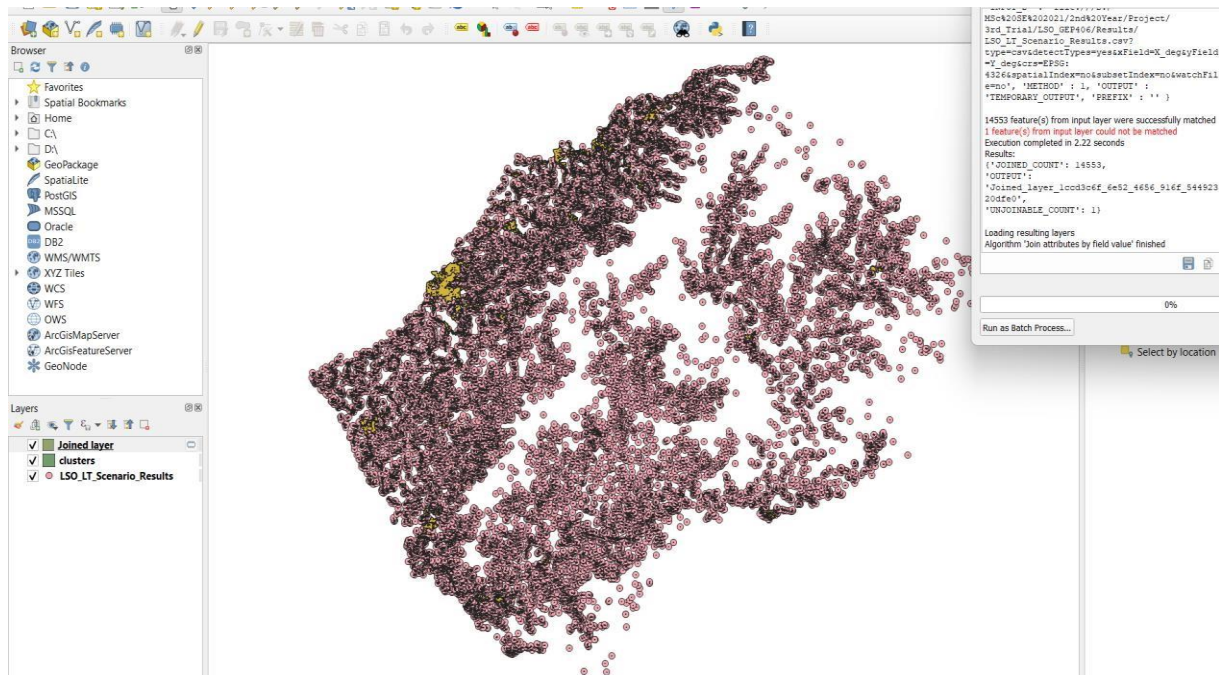 Browser
Favorites
Spatial Bookmarks
Home
C:\
D:\
GeoPackage
SpatiaLite
PostGIS
MSSQL
Oracle
DB2
WMS/WMTS
XYZ Tiles
WCS
WFS
OWS
ArcGisMapServer
ArcGisFeatureServer
GeoNode
Layers
Joined layer
clusters
LSO_LT_Scenario_Results
MSc%20SE%202021/2nd%20Year/Project/
3rd_Trial/LSO_GEP406/Results/
LSO_LT_Scenario_Results.csv?
type=csv&detectTypes=yes&xField=X_deg&yField
=Y_deg&crs=EPSG:
4326&spatialIndex=no&subsetIndex=no&watchFil
e=no', 'METHOD' : 1, 'OUTPUT' :
'TEMPORARY_OUTPUT', 'PREFIX' : '' }
14553 feature(s) from input layer were successfully matched
1 feature(s) from input layer could not be matched
Execution completed in 2.22 seconds
Results:
{'JOINED_COUNT': 14553,
'OUTPUT':
'Joined_layer_1ccd3c6f_6e52_4656_916f_544923
20dfe0',
'UNJOINABLE_COUNT': 1}
Loading resulting layers
Algorithm 'Join attributes by field value' finished
0%
Run as Batch Process...
Select by location